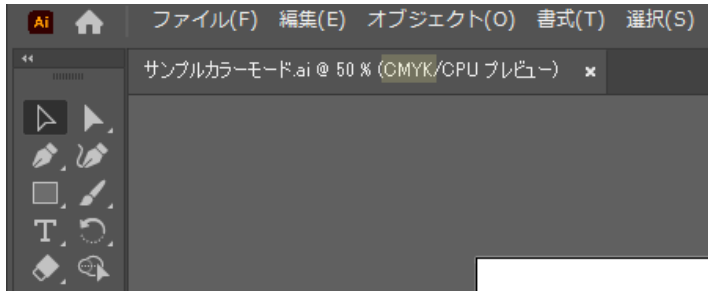 Ai ファイル(F) 編集(E) オブジェクト(O) 書式(T) 選択(S)
サンプルカラーモード.ai @ 50 % (CMYK/CPU プレビュー) ×